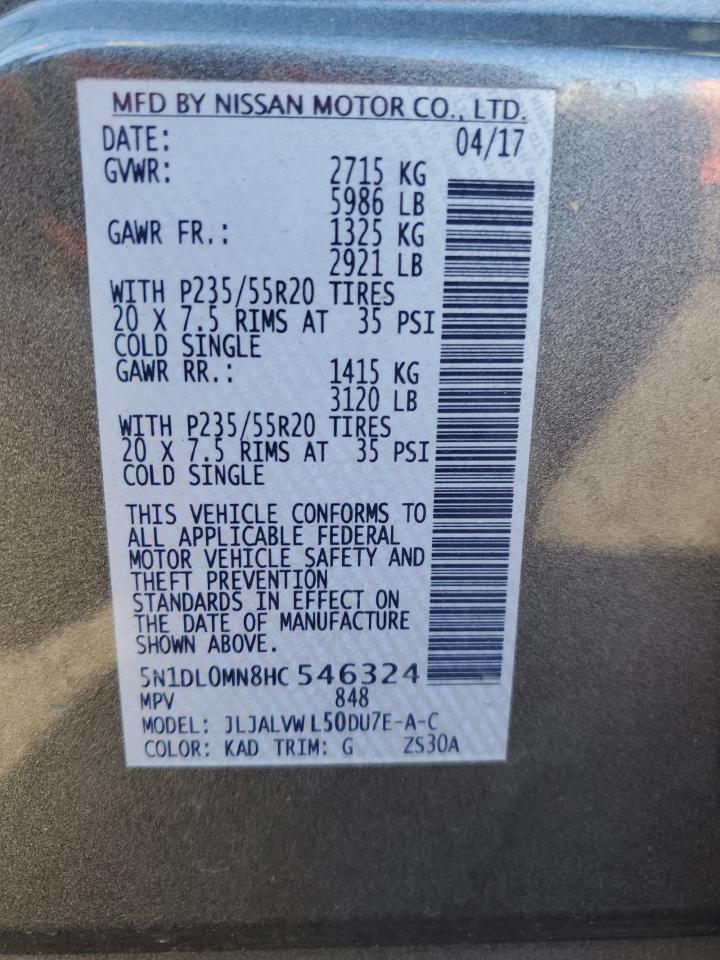 MFD BY NISSAN MOTOR CO., LTD.
DATE: 04/17
GVWR: 2715 KG
5986 LB
GAWR FR.: 1325 KG
2921 LB
WITH P235/55R20 TIRES
20 X 7.5 RIMS AT 35 PSI
COLD SINGLE
GAWR RR.: 1415 KG
3120 LB
WITH P235/55R20 TIRES
20 X 7.5 RIMS AT 35 PSI
COLD SINGLE
THIS VEHICLE CONFORMS TO
ALL APPLICABLE FEDERAL
MOTOR VEHICLE SAFETY AND
THEFT PREVENTION
STANDARDS IN EFFECT ON
THE DATE OF MANUFACTURE
SHOWN ABOVE.
5N1DL0MN8HC 546324
MPV 848
MODEL: JLJALVW L50DU7E-A-C
COLOR: KAD TRIM: G ZS30A